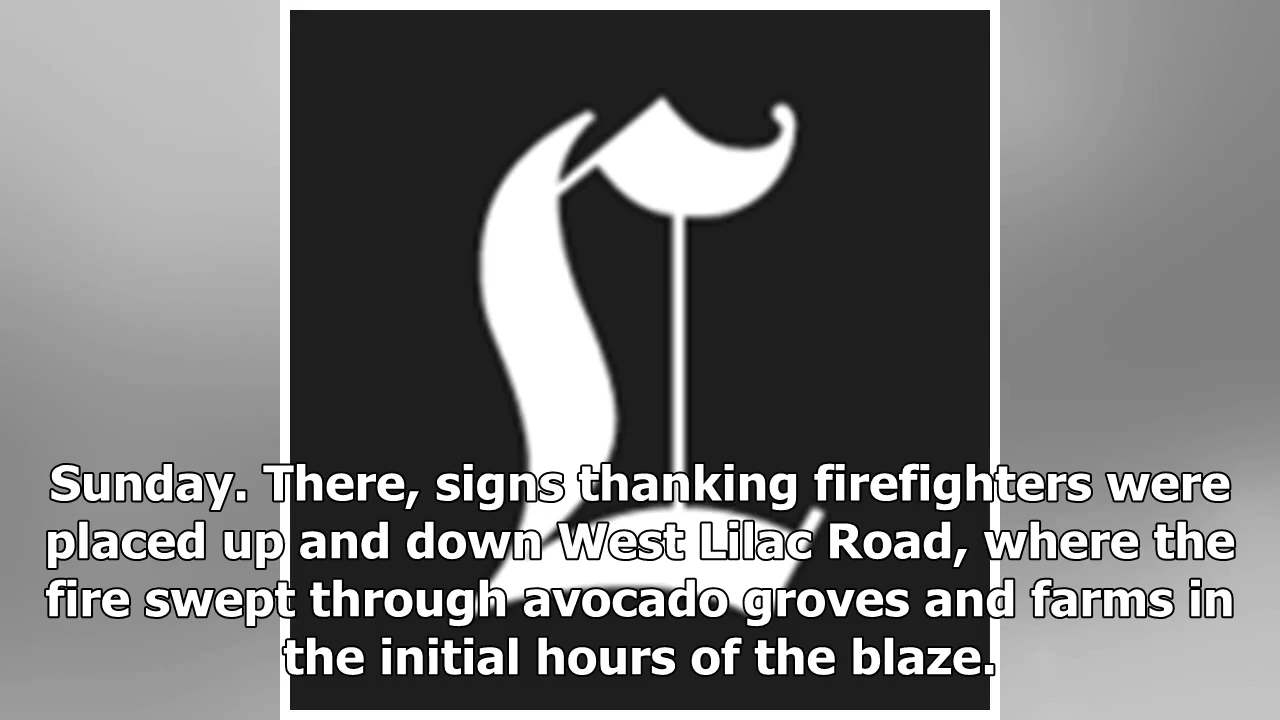 L
Sunday. There, signs thanking firefighters were
placed up and down West Lilac Road, where the
fire swept through avocado groves and farms in
the initial hours of the blaze.